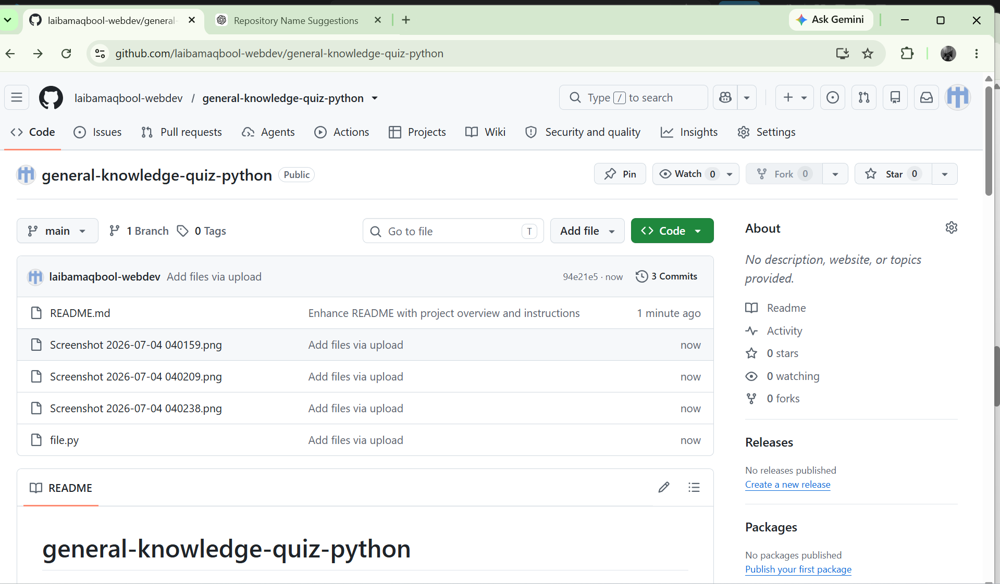 laibamaqbool-webdev/general-
Repository Name Suggestions
Ask Gemini
github.com/laibamaqbool-webdev/general-knowledge-quiz-python
laibamaqbool-webdev / general-knowledge-quiz-python
Type / to search
Code Issues Pull requests Agents Actions Projects Wiki Security and quality Insights Settings
general-knowledge-quiz-python Public
Pin Watch 0 Fork 0 Star 0
main 1 Branch 0 Tags Go to file T Add file Code
laibamaqbool-webdev Add files via upload 94e21e5 · now 3 Commits
README.md Enhance README with project overview and instructions 1 minute ago
Screenshot 2026-07-04 040159.png Add files via upload now
Screenshot 2026-07-04 040209.png Add files via upload now
Screenshot 2026-07-04 040238.png Add files via upload now
file.py Add files via upload now
README
general-knowledge-quiz-python
About
No description, website, or topics
provided.
Readme
Activity
0 stars
0 watching
0 forks
Releases
No releases published
Create a new release
Packages
No packages published
Publish your first package